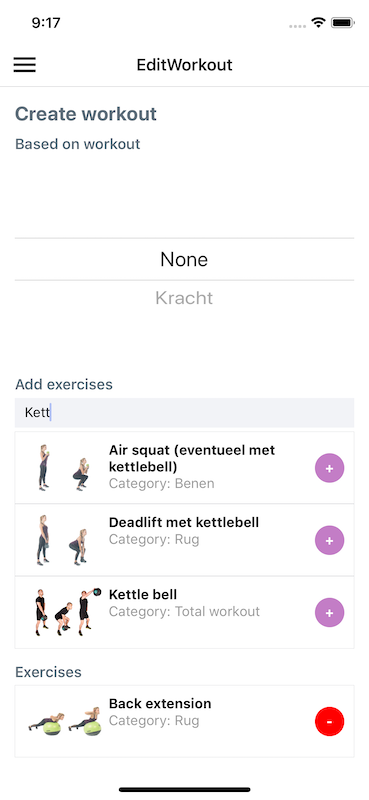 9:17
EditWorkout
Create workout
Based on workout
None
Kracht
Add exercises
Kett
Air squat (eventueel met
kettlebell)
Category: Benen
+
Deadlift met kettlebell
Category: Rug
+
Kettle bell
Category: Total workout
+
Exercises
Back extension
Category: Rug
-